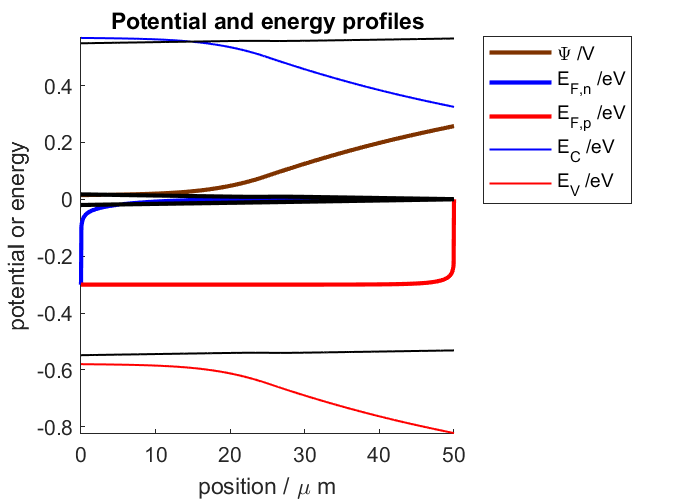 Potential and energy profiles
potential or energy
0.4
0.2
0
-0.2
-0.4
-0.6
-0.8
0 10 20 30 40 50
position / μ m
Ψ /V
E_F,n /eV
E_F,p /eV
E_C /eV
E_V /eV